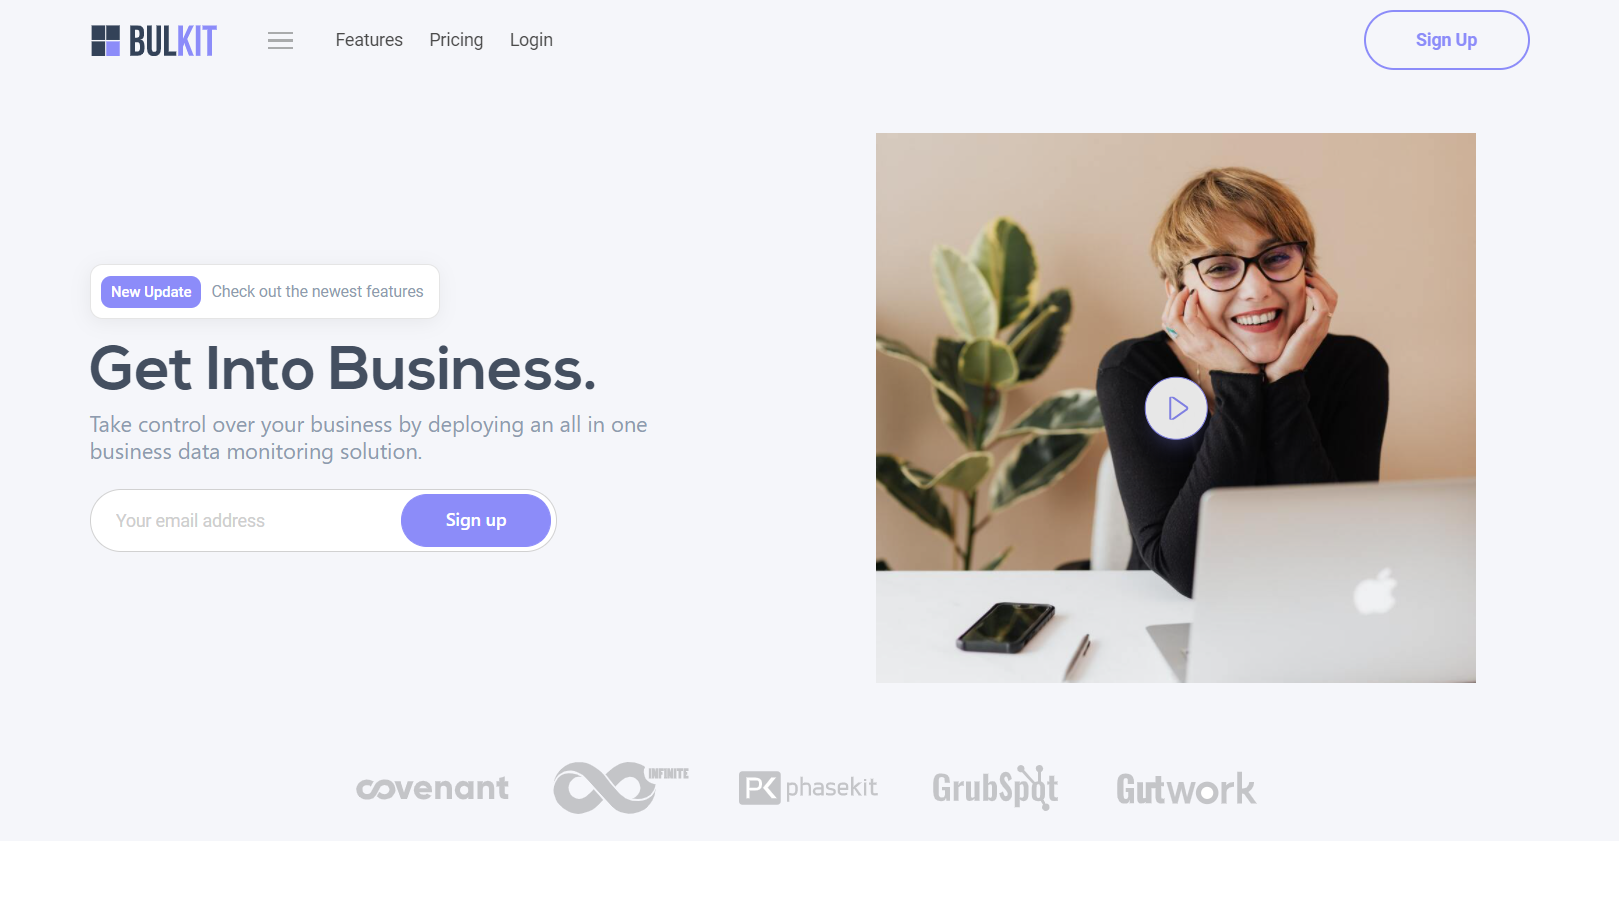 BULKIT
Features
Pricing
Login
Sign Up
New Update
Check out the newest features
Get Into Business.
Take control over your business by deploying an all in one
business data monitoring solution.
Your email address
Sign up
covenant
INFINITE
PK phasekit
GrubSpot
Gutwork